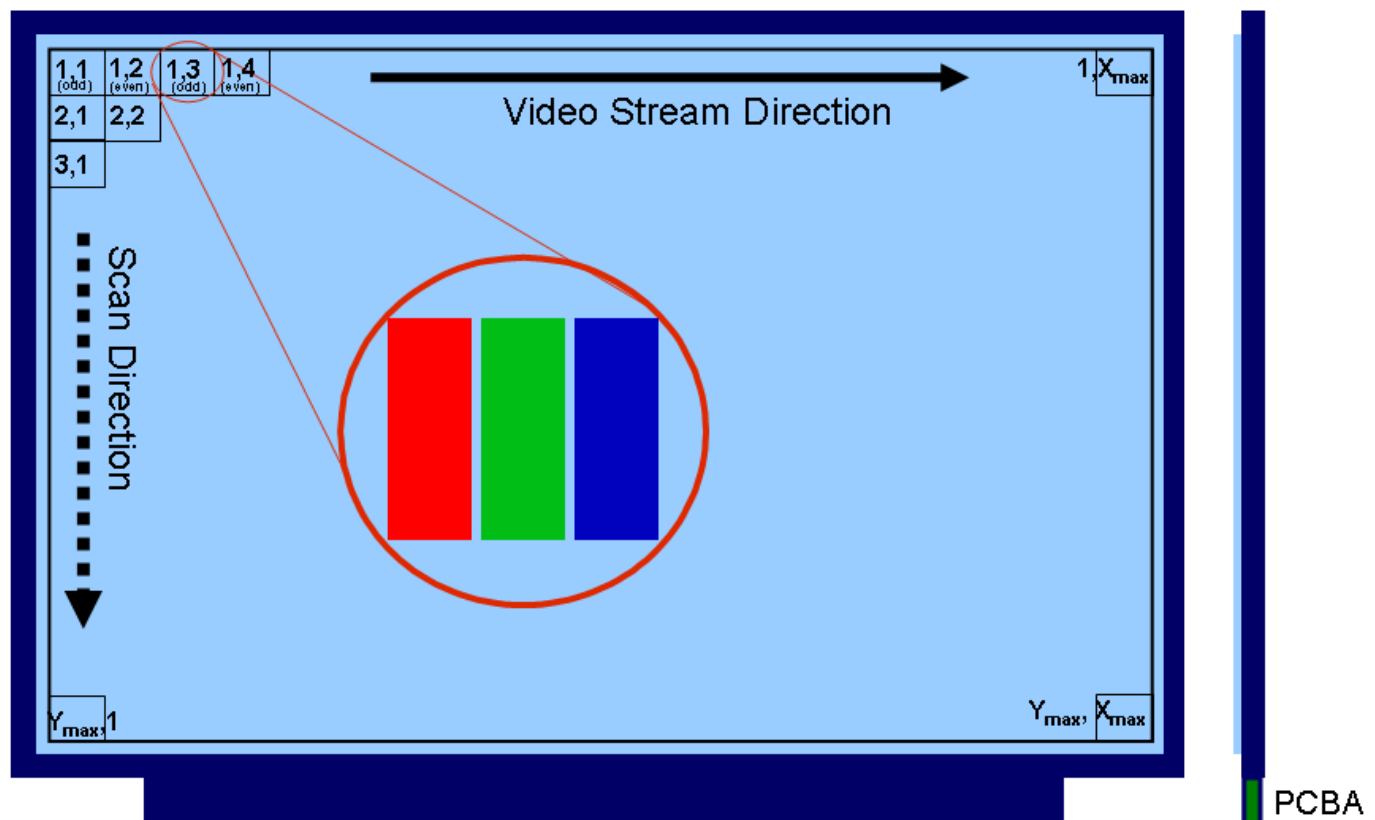 1,1 1,2 1,3 1,4 1,Xmax
(odd) (even) (odd) (even)
Video Stream Direction
2,1 2,2
3,1
Scan Direction
Ymax,1 Ymax, Xmax
PCBA